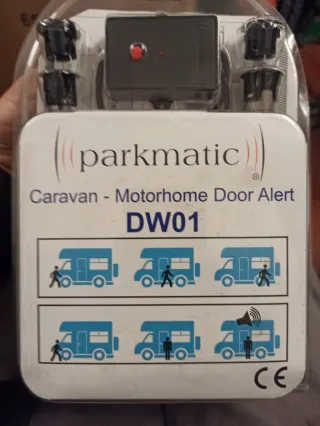 parkmatic
®
Caravan - Motorhome Door Alert
DW01
CE